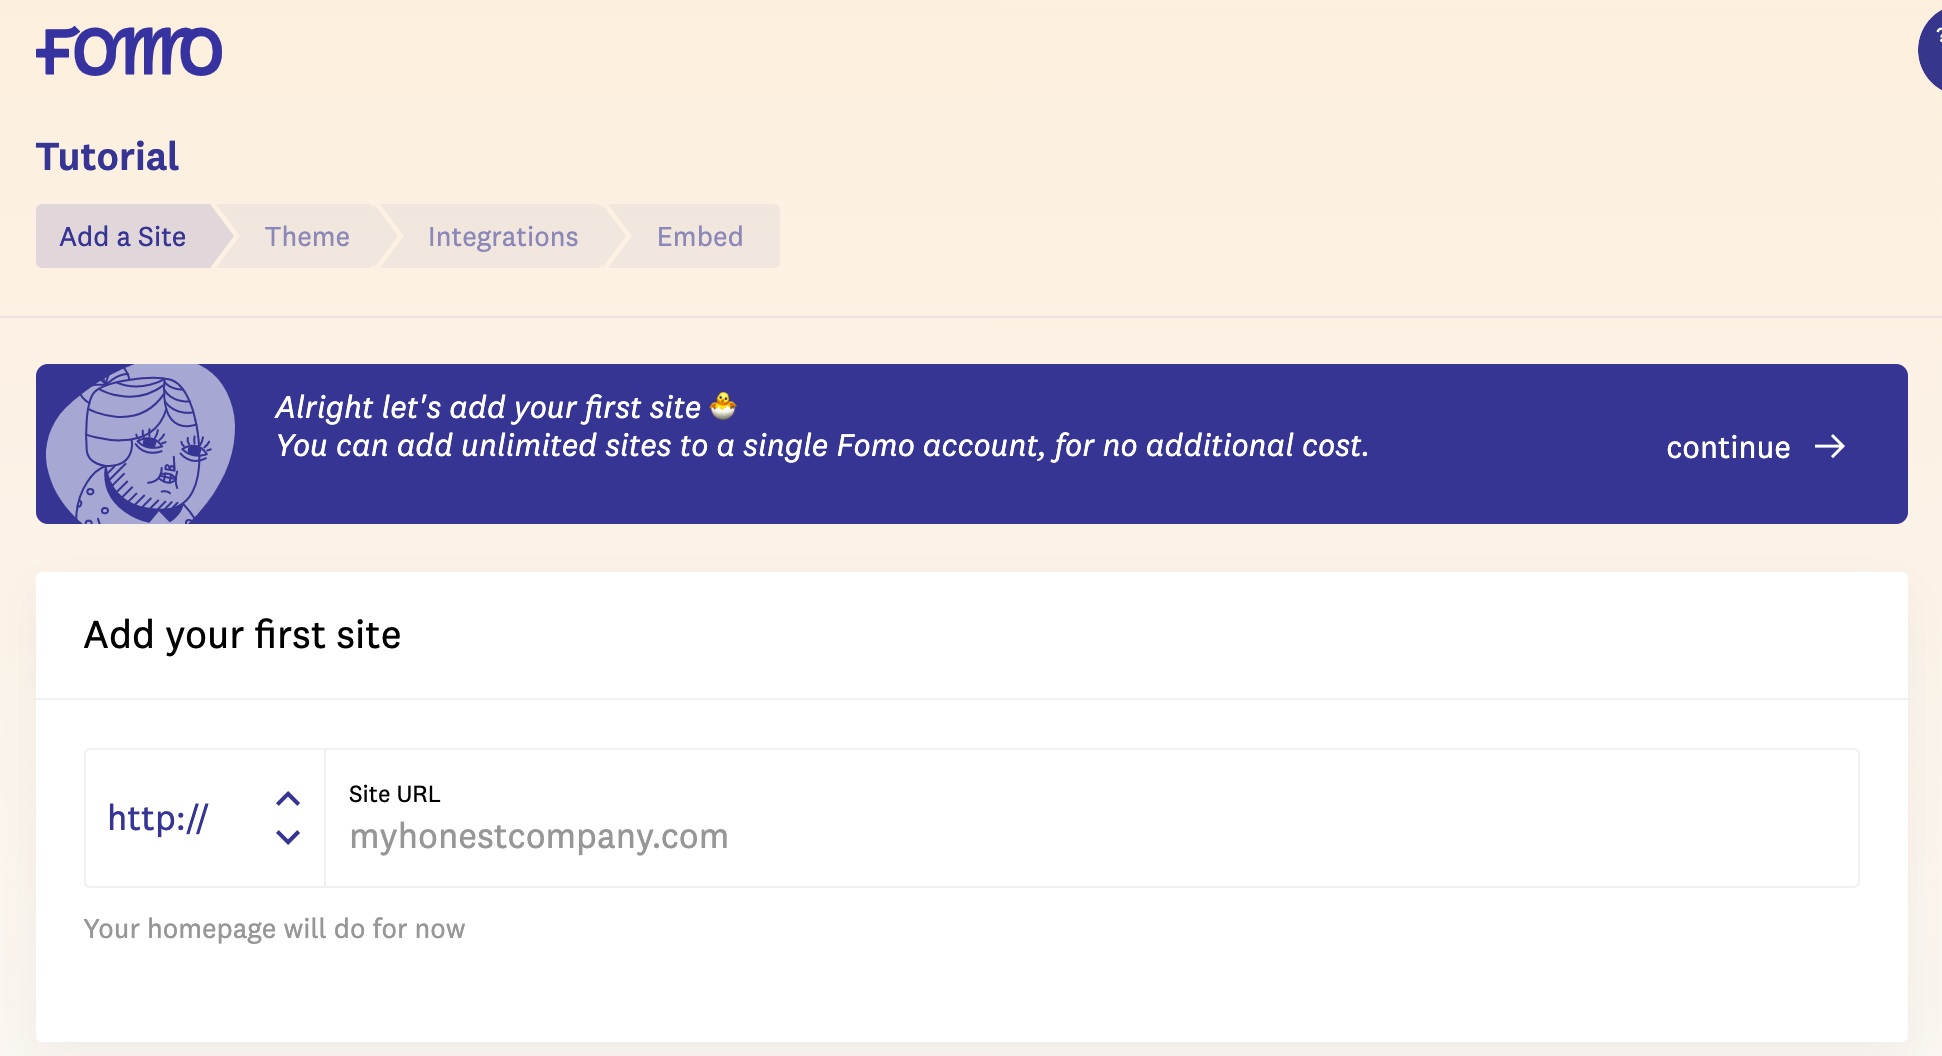 Fomo
?
Tutorial
Add a Site
Theme
Integrations
Embed
Alright let's add your first site 🐣
You can add unlimited sites to a single Fomo account, for no additional cost.
continue →
Add your first site
http://
Site URL
myhonestcompany.com
Your homepage will do for now